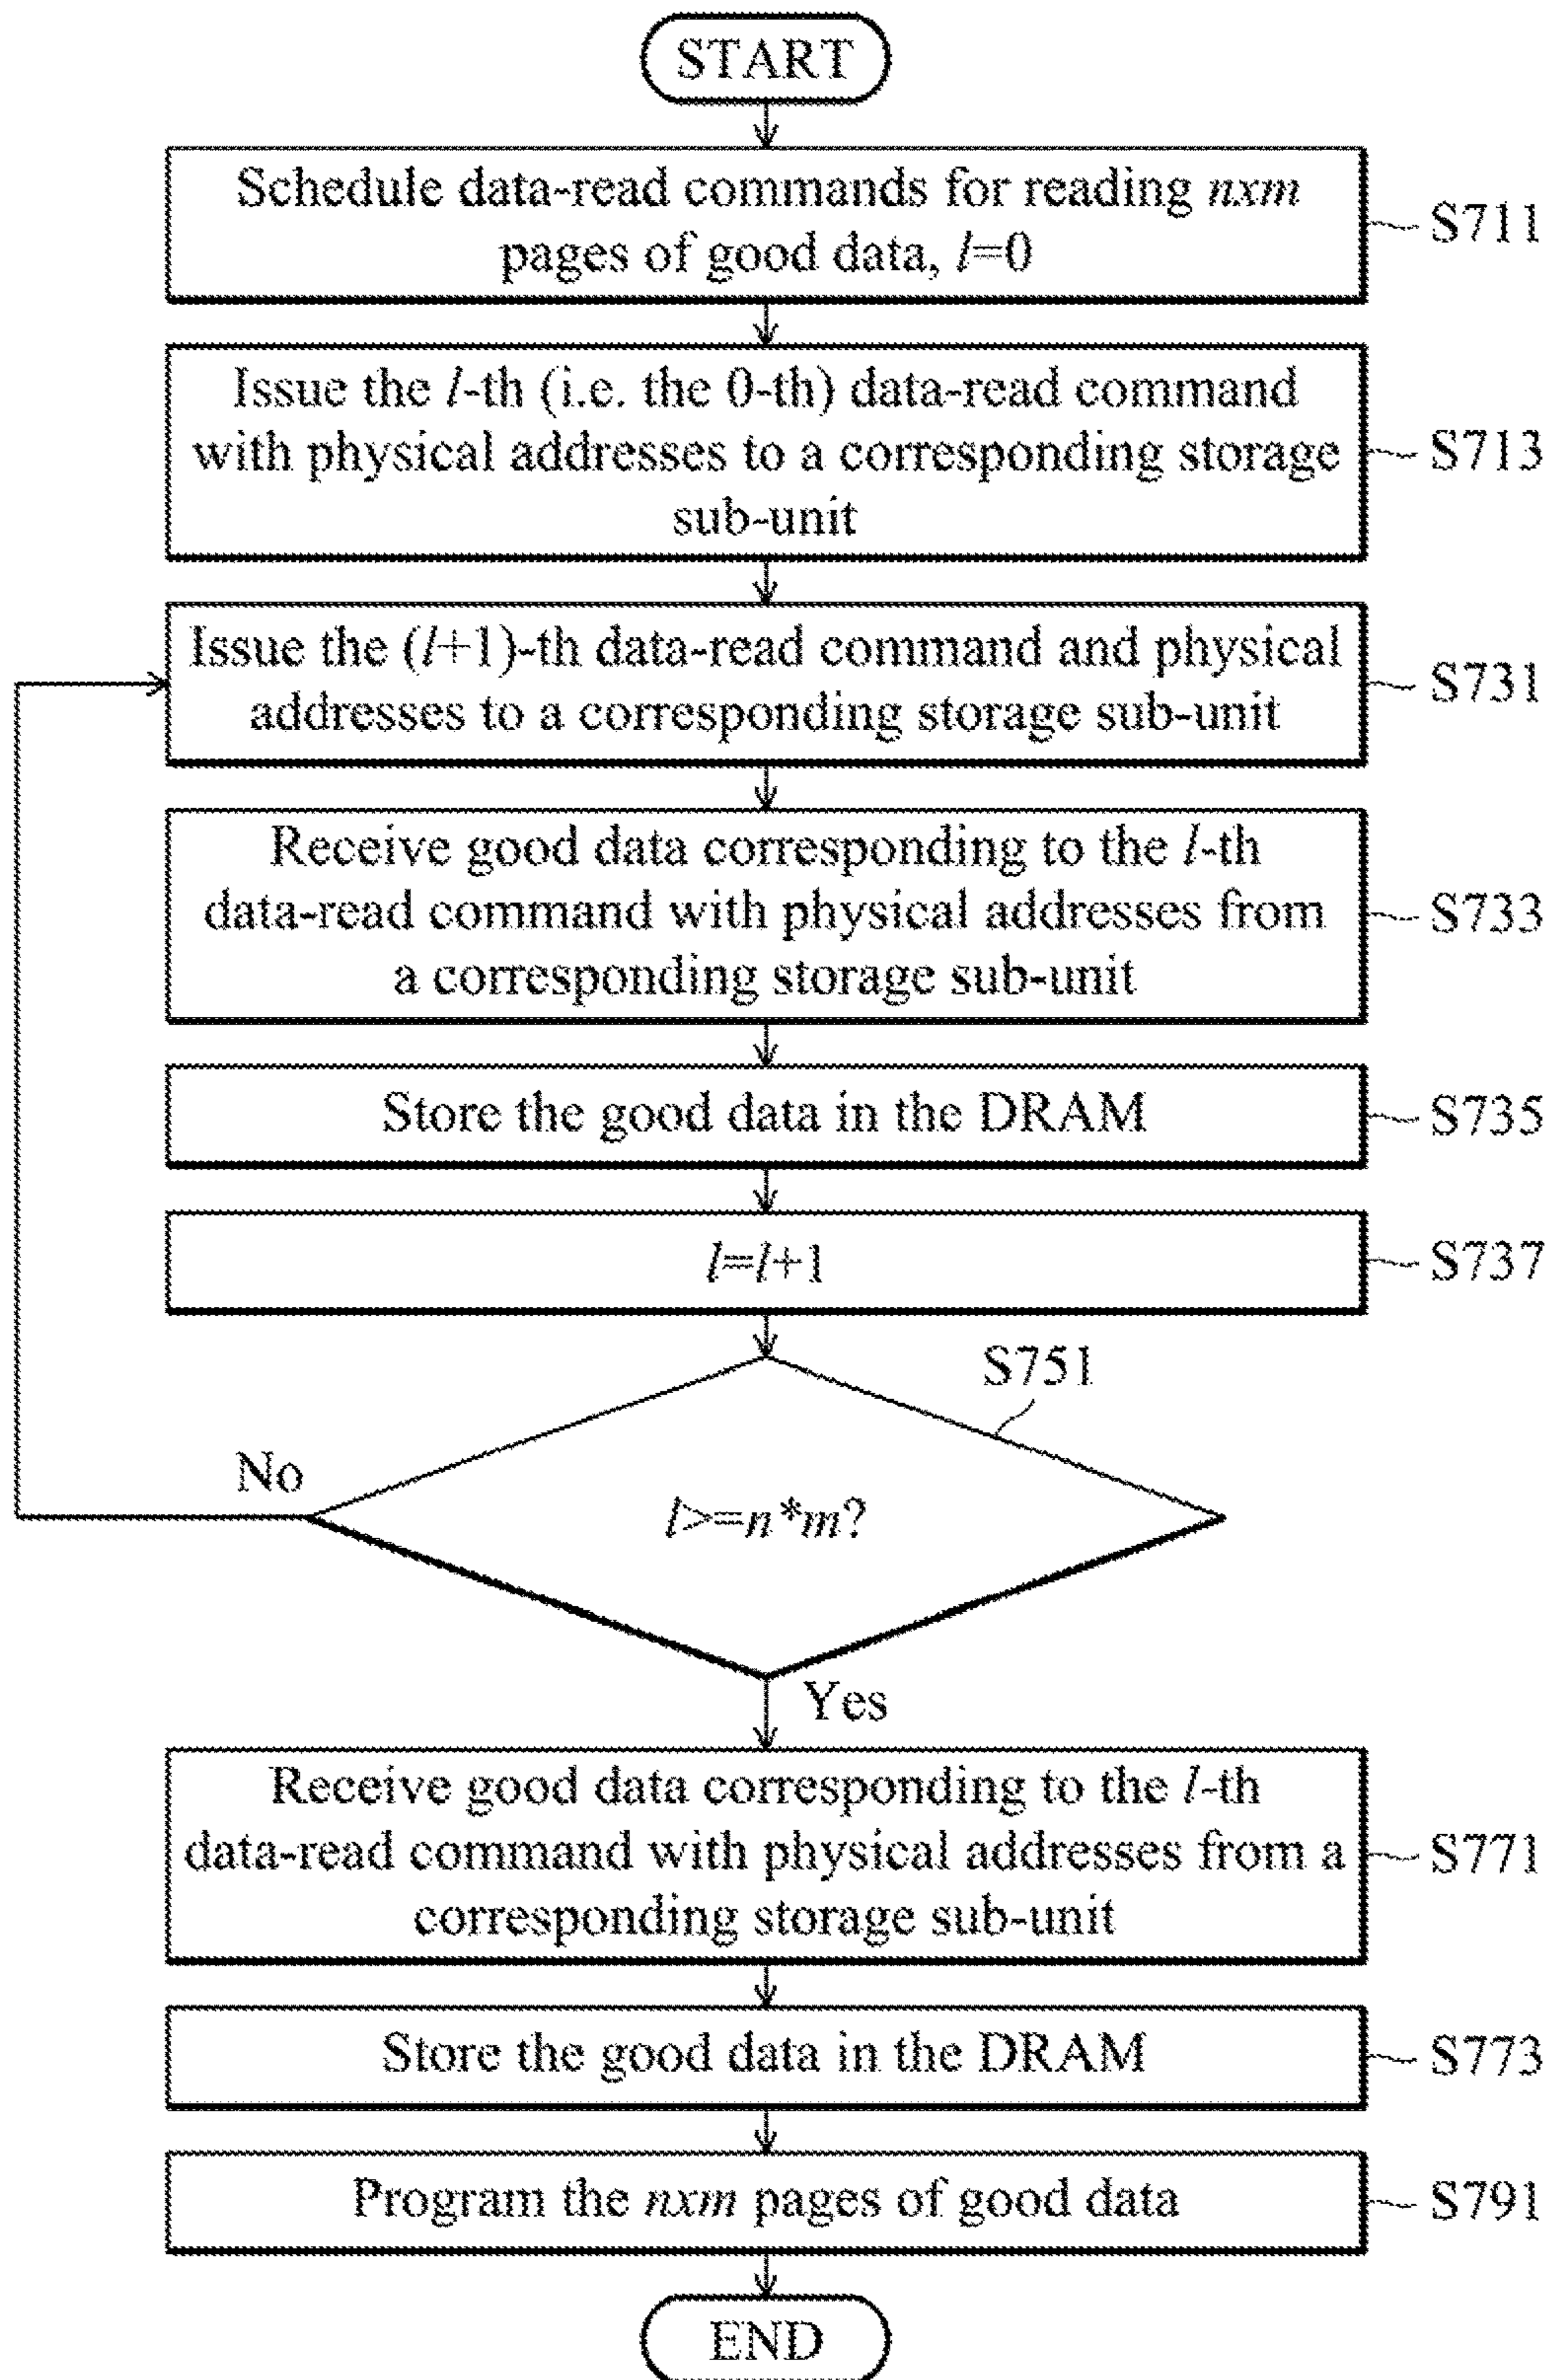 START
Schedule data-read commands for reading nxm
pages of good data, l=0
S711
Issue the l-th (i.e. the 0-th) data-read command
with physical addresses to a corresponding storage
sub-unit
S713
Issue the (l+1)-th data-read command and physical
addresses to a corresponding storage sub-unit
S731
Receive good data corresponding to the l-th
data-read command with physical addresses from
a corresponding storage sub-unit
S733
Store the good data in the DRAM
S735
l=l+1
S737
S751
No
l>=n*m?
Yes
Receive good data corresponding to the l-th
data-read command with physical addresses from a
corresponding storage sub-unit
S771
Store the good data in the DRAM
S773
Program the nxm pages of good data
S791
END